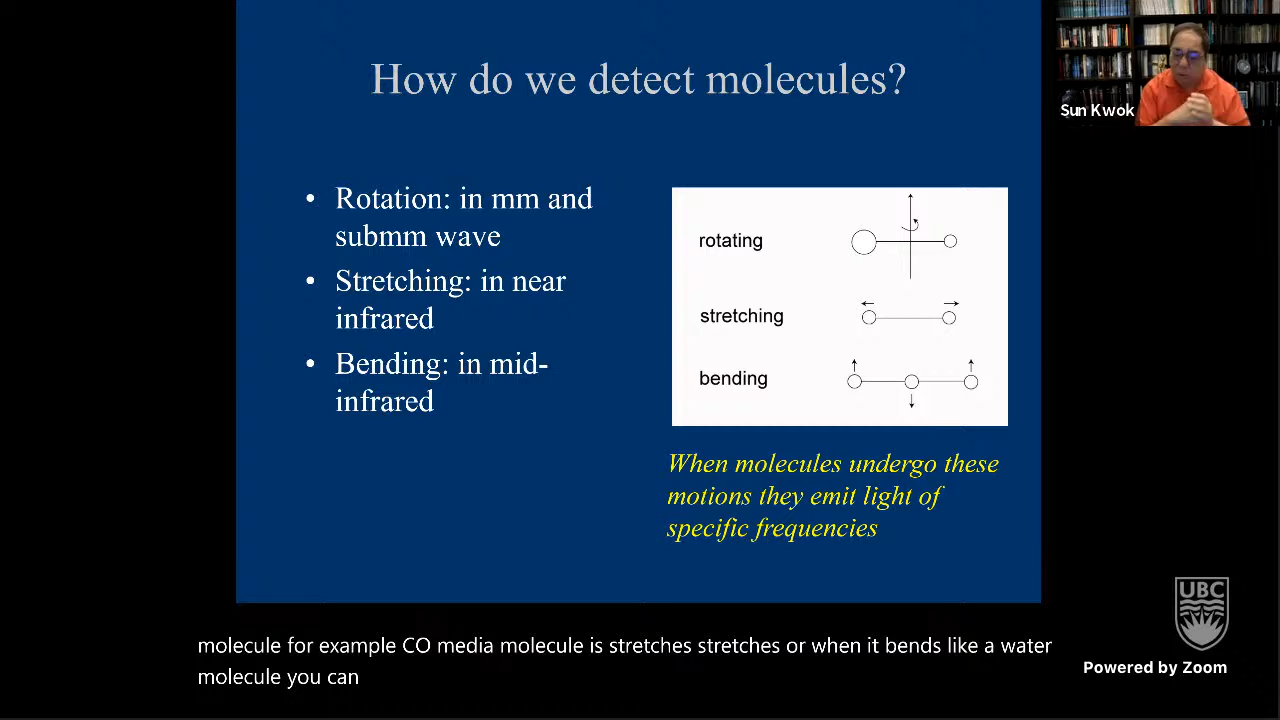 How do we detect molecules?
Sun Kwok
• Rotation: in mm and
submm wave
• Stretching: in near
infrared
• Bending: in mid-
infrared
rotating
stretching
bending
When molecules undergo these
motions they emit light of
specific frequencies
molecule for example CO media molecule is stretches stretches or when it bends like a water
molecule you can
UBC
Powered by Zoom